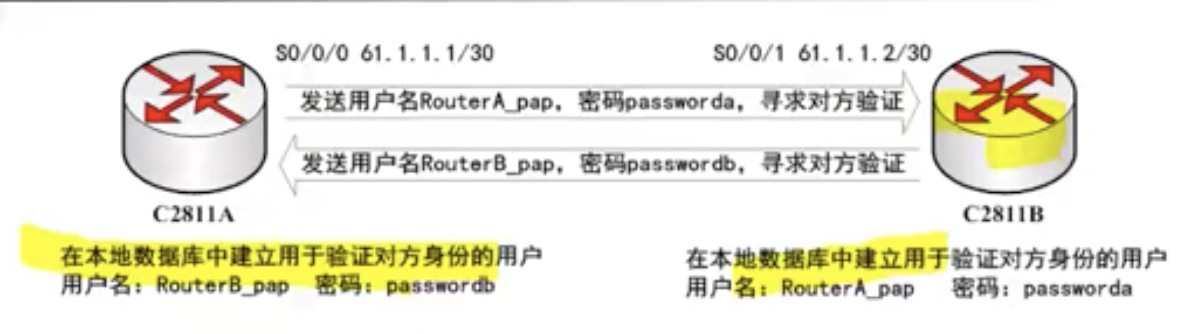 S0/0/0 61.1.1.1/30
S0/0/1 61.1.1.2/30
发送用户名RouterA_pap，密码passworda，寻求对方验证
发送用户名RouterB_pap，密码passwordb，寻求对方验证
C2811A
C2811B
在本地数据库中建立用于验证对方身份的用户
用户名：RouterB_pap 密码：passwordb
在本地数据库中建立用于验证对方身份的用户
用户名：RouterA_pap 密码：passworda